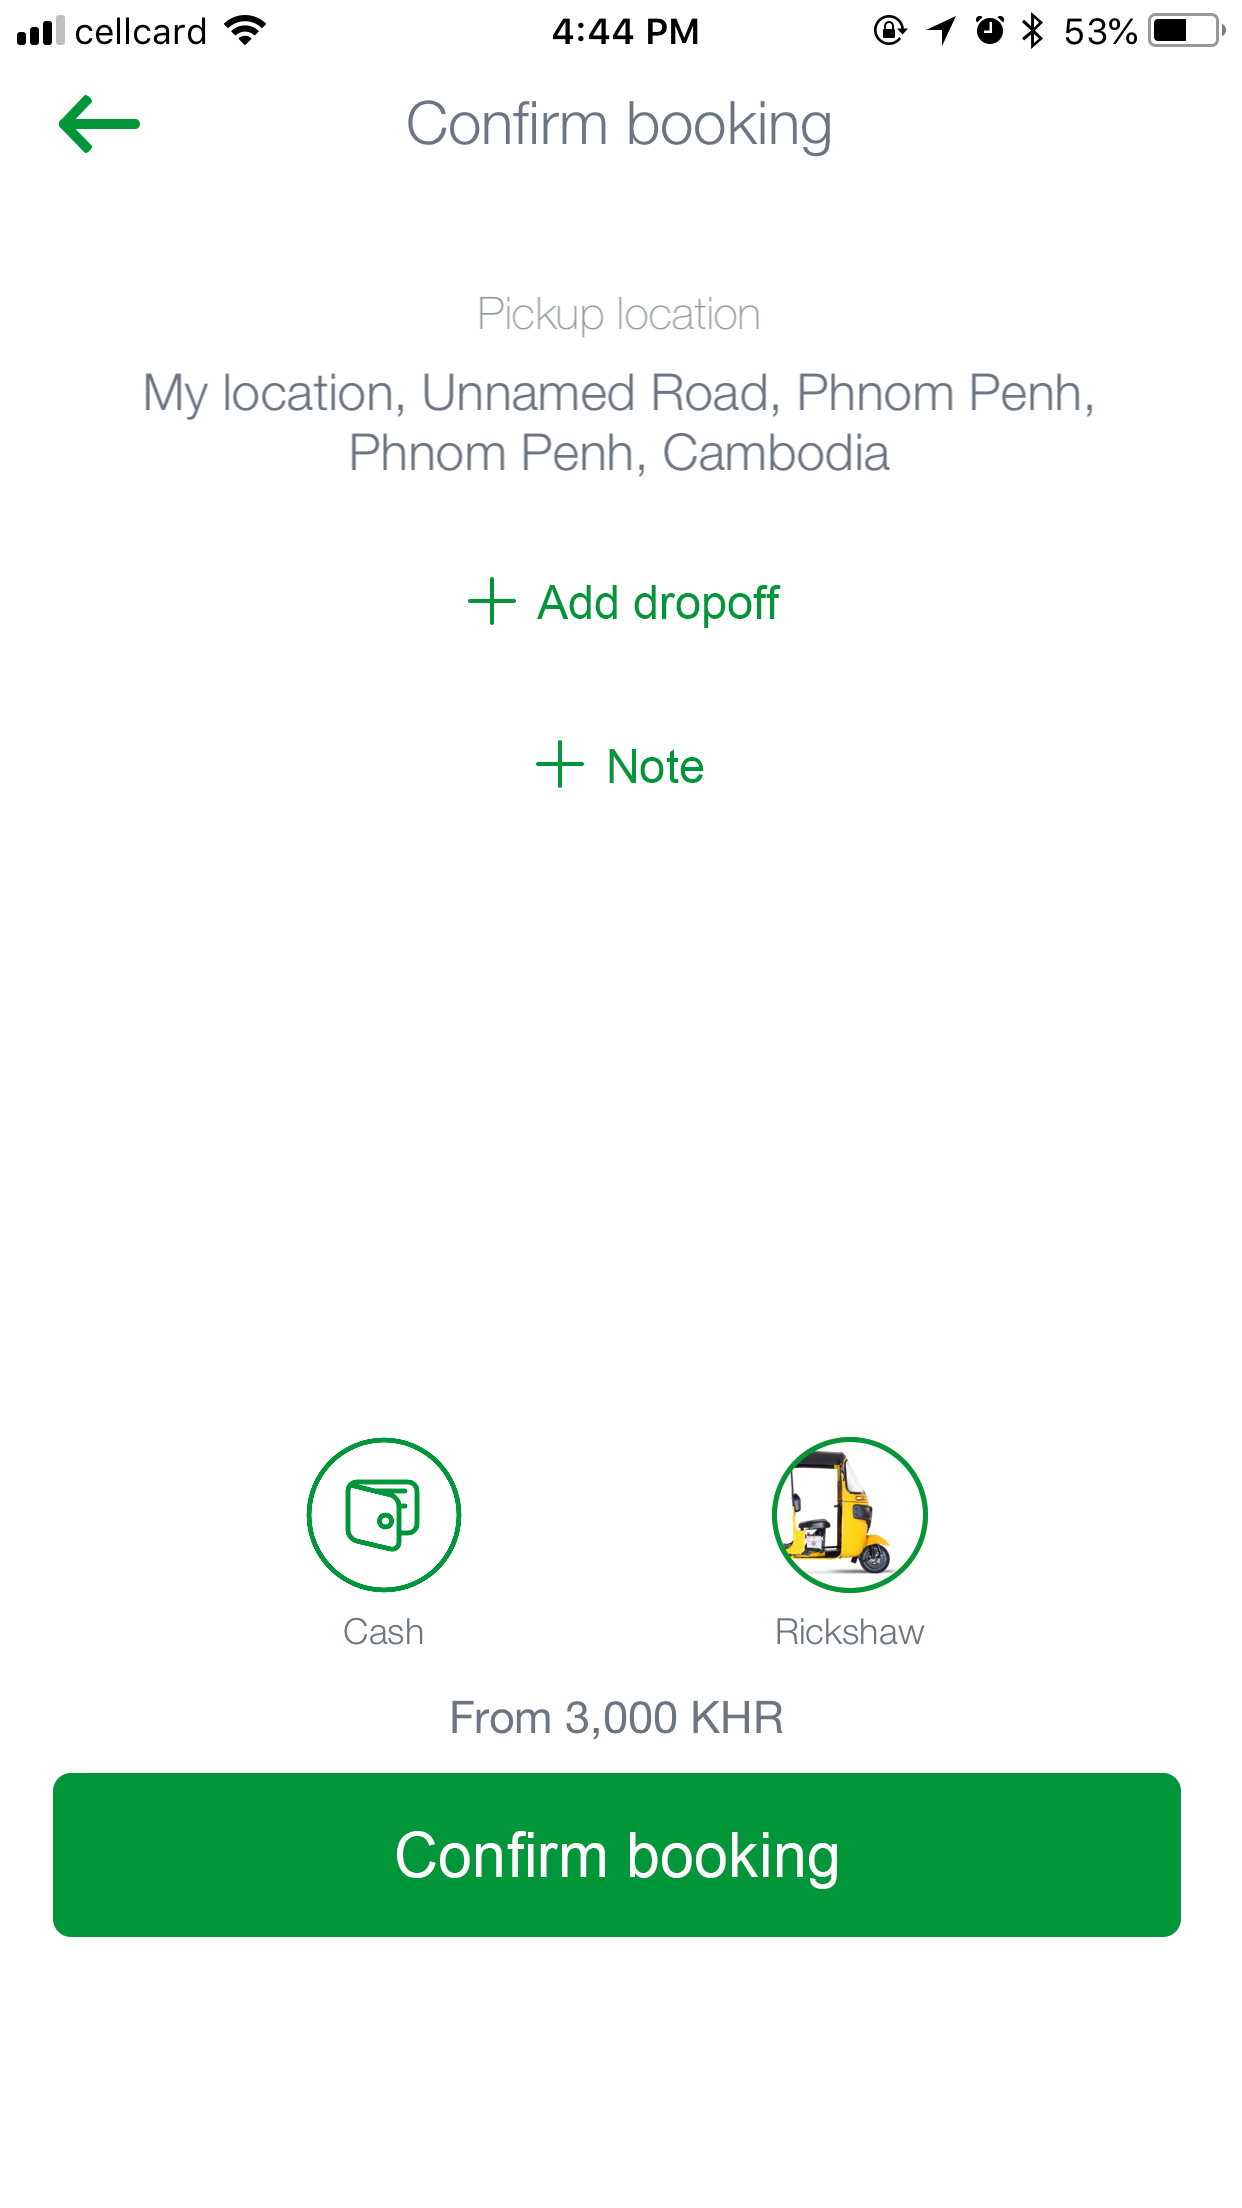 cellcard 4:44 PM 53%
Confirm booking
Pickup location
My location, Unnamed Road, Phnom Penh,
Phnom Penh, Cambodia
+ Add dropoff
+ Note
Cash Rickshaw
From 3,000 KHR
Confirm booking